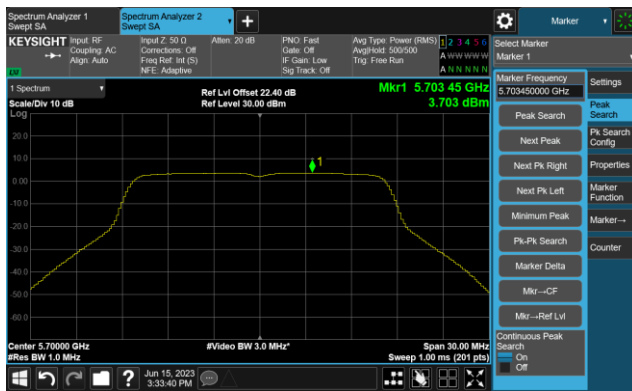 Spectrum Analyzer 1
Swept SA
Spectrum Analyzer 2
Swept SA
Marker
KEYSIGHT
Input: RF
Coupling: AC
Align: Auto
Input Z: 50 Ω
Corrections: Off
Freq Ref: Int (S)
NFE: Adaptive
Atten: 20 dB
PNO: Fast
Gate: Off
IF Gain: Low
Sig Track: Off
Avg Type: Power (RMS)
Avg|Hold: 500/500
Trig: Free Run
1 2 3 4 5 6
A W W W W W
A N N N N N
Select Marker
Marker 1
1 Spectrum
Scale/Div 10 dB
Ref Lvl Offset 22.40 dB
Ref Level 30.00 dBm
Mkr1 5.703 45 GHz
3.703 dBm
Log
20.0
10.0
0.00
-10.0
-20.0
-30.0
-40.0
-50.0
-60.0
1
Center 5.70000 GHz
#Res BW 1.0 MHz
#Video BW 3.0 MHz*
Span 30.00 MHz
Sweep 1.00 ms (201 pts)
Marker Frequency
5.703450000 GHz
Peak Search
Next Peak
Next Pk Right
Next Pk Left
Minimum Peak
Pk-Pk Search
Marker Delta
Mkr→CF
Mkr→Ref Lvl
Continuous Peak
Search
On
Off
Settings
Peak
Search
Pk Search
Config
Properties
Marker
Function
Marker→
Counter
Jun 15, 2023
3:33:40 PM